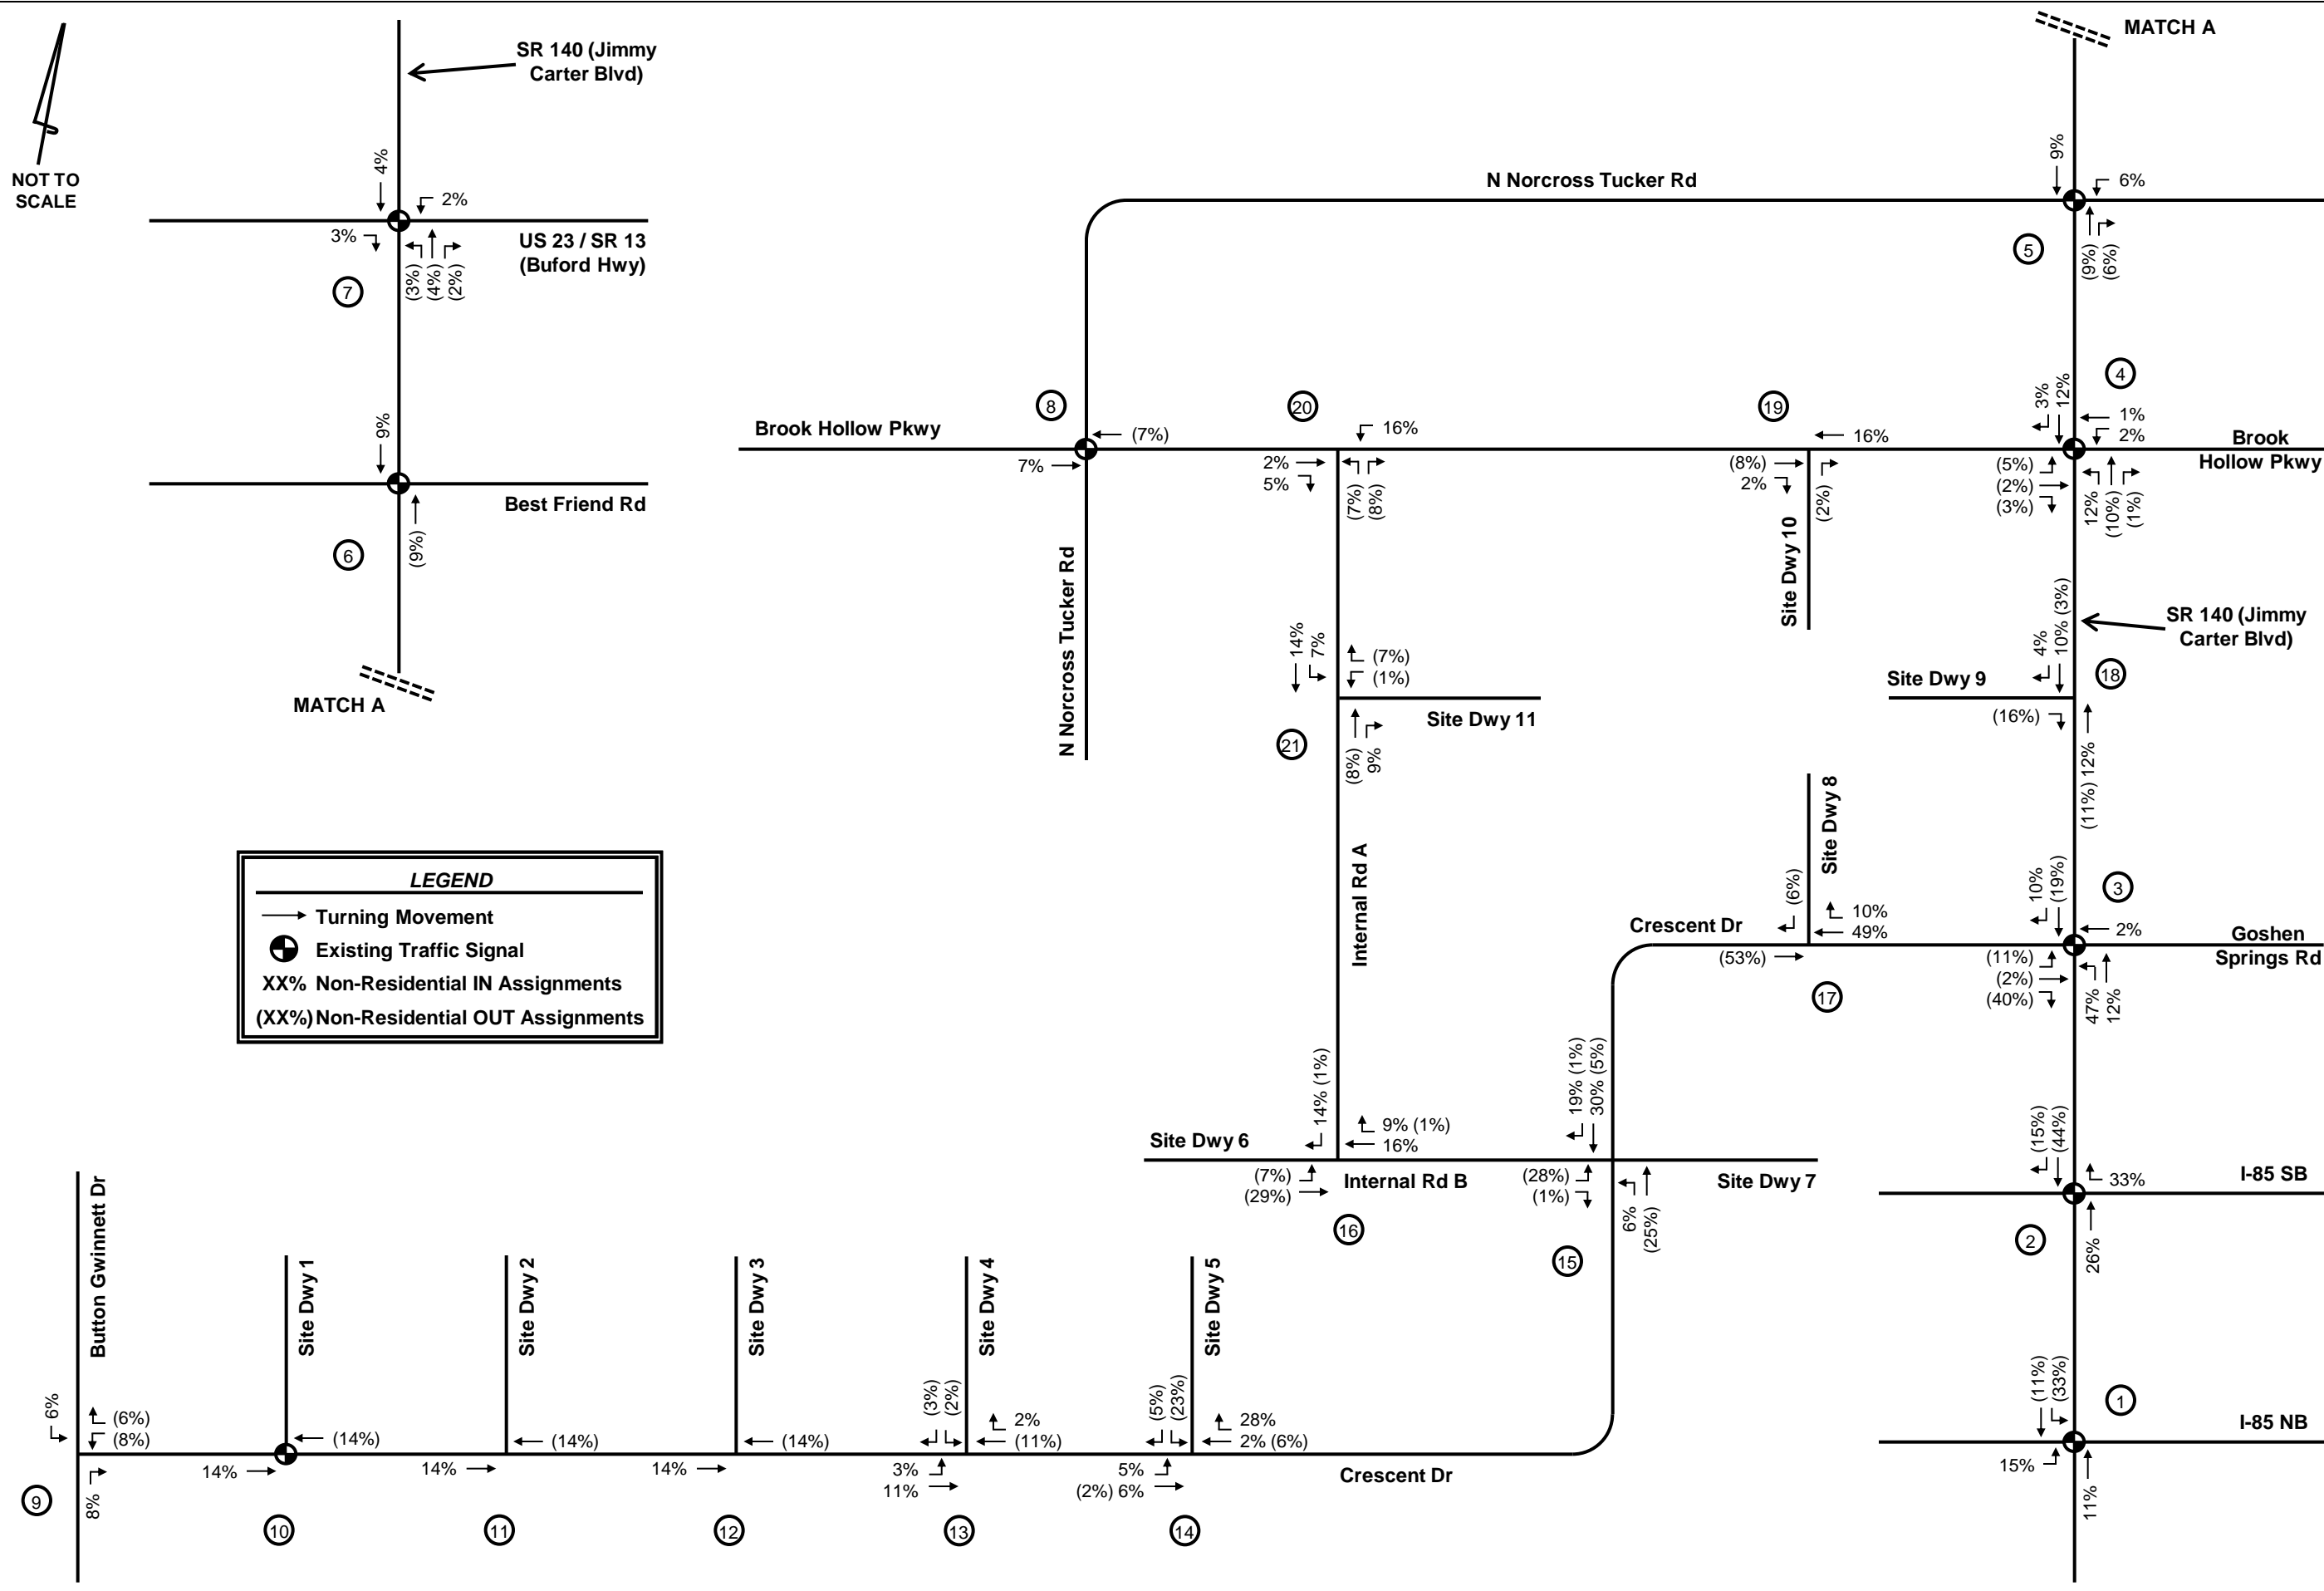 MATCH A
SR 140 (Jimmy
Carter Blvd)
NOT TO
SCALE
4%
2%
3%
US 23 / SR 13
(Buford Hwy)
(3%)
(4%)
(2%)
7
9%
Best Friend Rd
6
(9%)
MATCH A
N Norcross Tucker Rd
9%
6%
5
(9%)
(6%)
8
Brook Hollow Pkwy
(7%)
7%
N Norcross Tucker Rd
20
16%
2%
5%
(7%)
(8%)
19
16%
(8%)
2%
(2%)
Site Dwy 10
4
3%
12%
1%
2%
Brook
Hollow Pkwy
(5%)
(2%)
(3%)
12%
(10%)
(1%)
SR 140 (Jimmy
Carter Blvd)
4%
10% (3%)
18
Site Dwy 9
(16%)
(11%) 12%
14%
7%
(7%)
(1%)
Site Dwy 11
21
(8%)
9%
Internal Rd A
LEGEND
Turning Movement
Existing Traffic Signal
XX% Non-Residential IN Assignments
(XX%) Non-Residential OUT Assignments
Site Dwy 8
(6%)
10%
49%
Crescent Dr
(53%)
17
10%
(19%)
3
2%
Goshen
Springs Rd
(11%)
(2%)
(40%)
47%
12%
14% (1%)
9% (1%)
16%
Site Dwy 6
(7%)
(29%)
Internal Rd B
16
19% (1%)
30% (5%)
(28%)
(1%)
Site Dwy 7
6%
(25%)
15
(15%)
(44%)
33%
I-85 SB
2
26%
(11%)
(33%)
1
I-85 NB
15%
11%
Button Gwinnett Dr
6%
(6%)
(8%)
8%
9
Site Dwy 1
(14%)
14%
10
Site Dwy 2
(14%)
14%
11
Site Dwy 3
(14%)
14%
12
Site Dwy 4
(3%)
(2%)
2%
(11%)
3%
11%
13
Site Dwy 5
(5%)
(23%)
28%
2% (6%)
5%
(2%) 6%
14
Crescent Dr